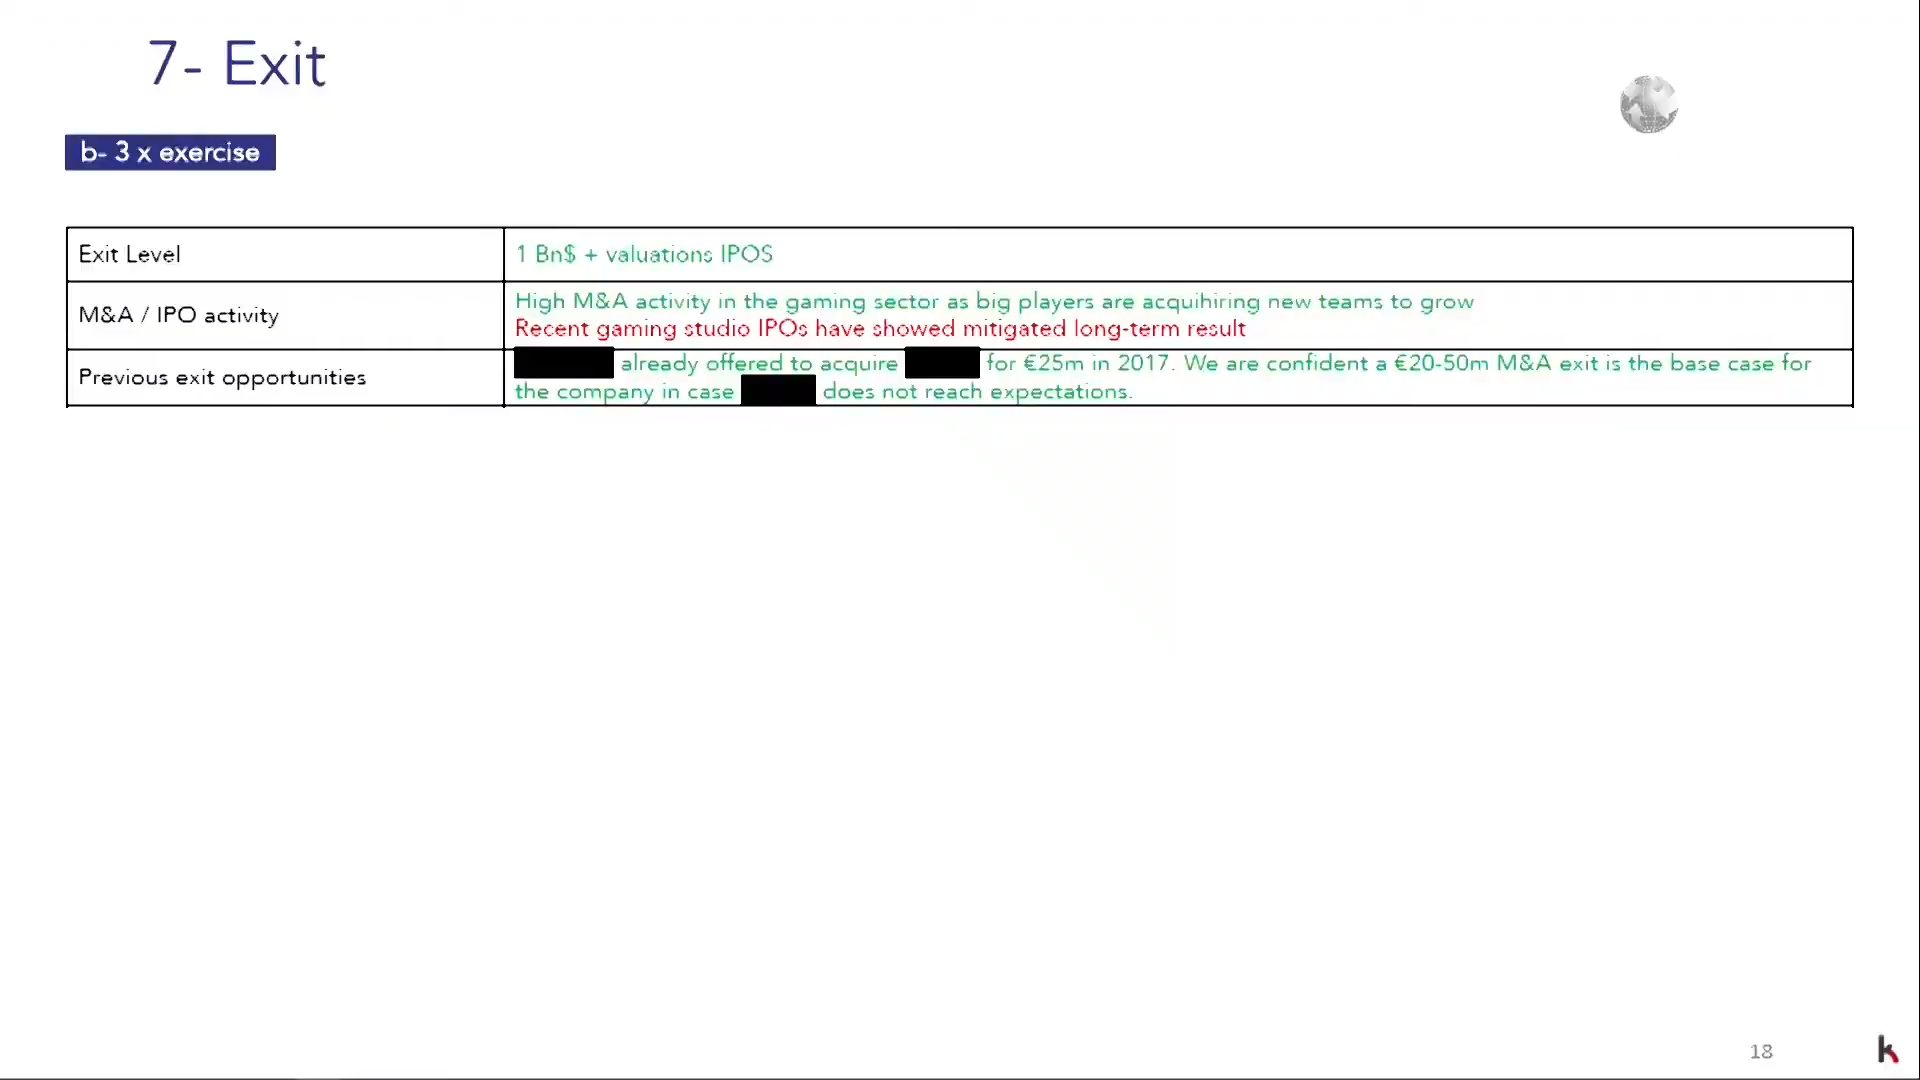 7- Exit
b- 3 x exercise
Exit Level
1 Bn$ + valuations IPOS
M&A / IPO activity
High M&A activity in the gaming sector as big players are acquihiring new teams to grow
Recent gaming studio IPOs have showed mitigated long-term result
Previous exit opportunities
already offered to acquire for €25m in 2017. We are confident a €20-50m M&A exit is the base case for
the company in case does not reach expectations.
18
k